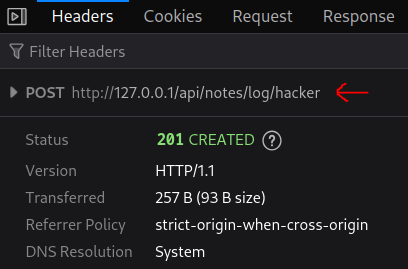 Headers Cookies Request Response
Filter Headers
POST http://127.0.0.1/api/notes/log/hacker
Status 201 CREATED ?
Version HTTP/1.1
Transferred 257 B (93 B size)
Referrer Policy strict-origin-when-cross-origin
DNS Resolution System